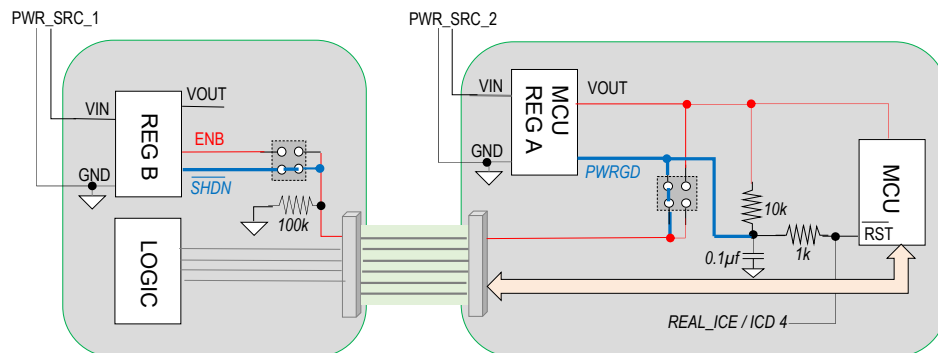 PWR_SRC_1
PWR_SRC_2
VIN
VOUT
REG B
ENB
SHDN
GND
100k
LOGIC
VIN
MCU
REG A
VOUT
GND
PWRGD
10k
0.1µf
1k
MCU
RST
REAL_ICE / ICD 4